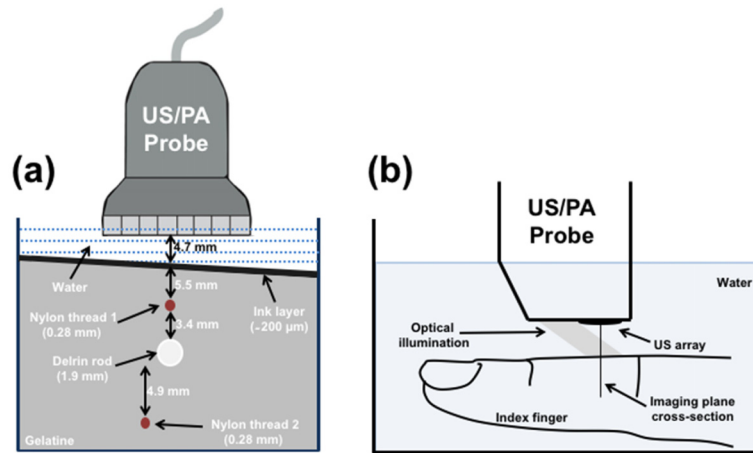 (a)
US/PA
Probe
4.7 mm
Water
5.5 mm
Ink layer
(~200 µm)
Nylon thread 1
(0.28 mm)
3.4 mm
Delrin rod
(1.9 mm)
4.9 mm
Nylon thread 2
(0.28 mm)
Gelatine
(b)
US/PA
Probe
Water
Optical
illumination
US array
Imaging plane
cross-section
Index finger